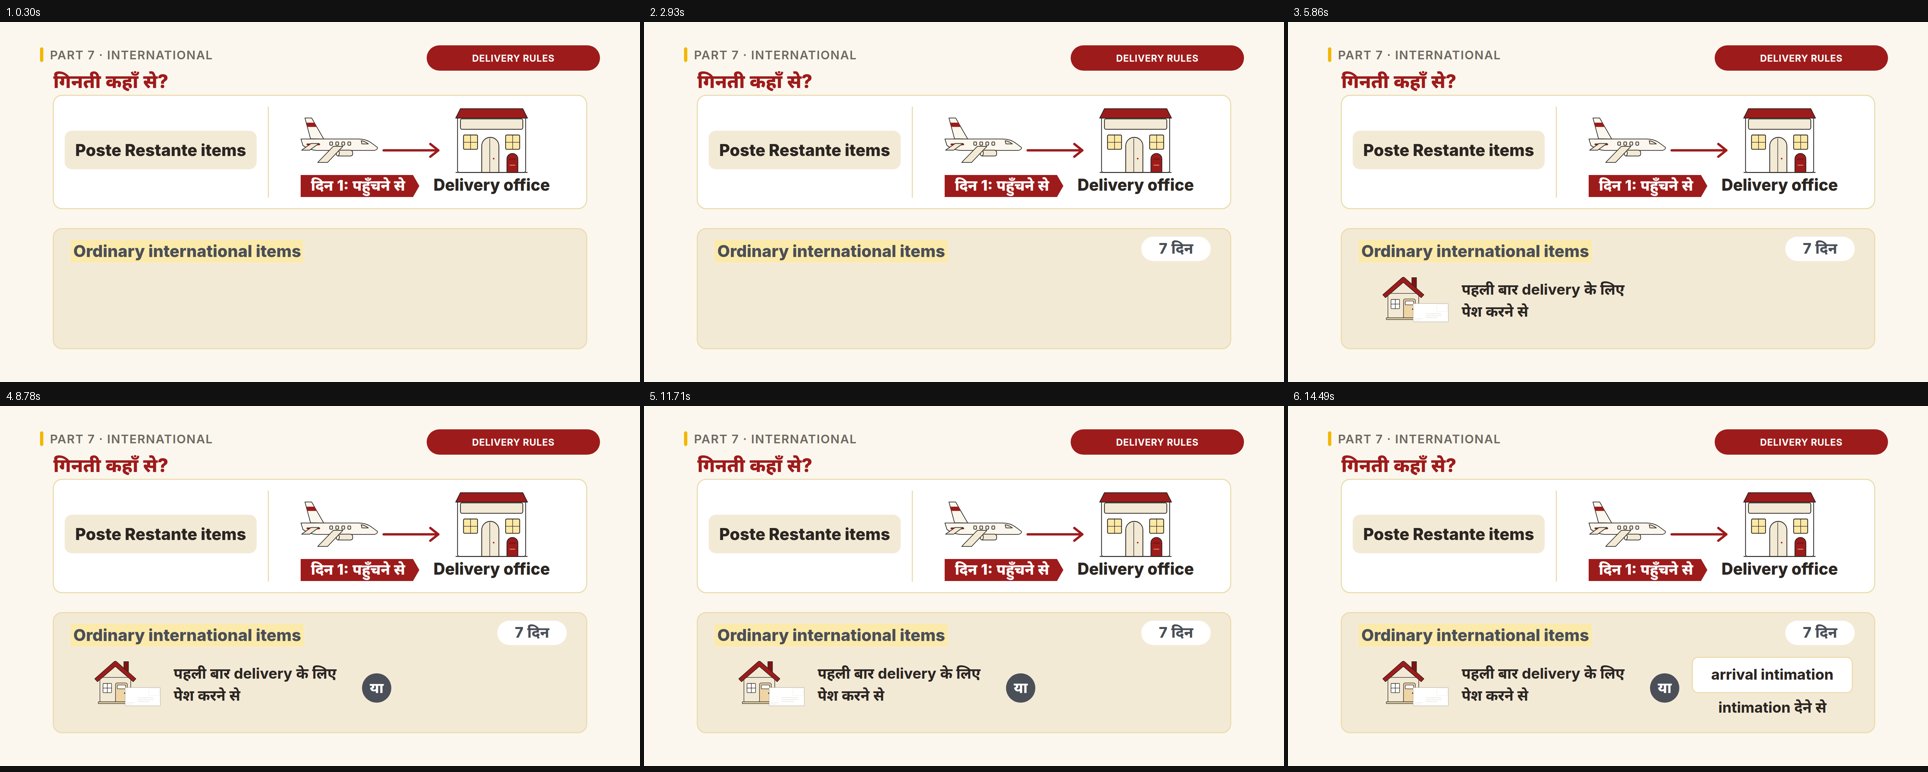 1. 0.30s
PART 7 · INTERNATIONAL
DELIVERY RULES
गिनती कहाँ से?
Poste Restante items
दिन 1: पहुँचने से
Delivery office
Ordinary international items
2. 2.93s
PART 7 · INTERNATIONAL
DELIVERY RULES
गिनती कहाँ से?
Poste Restante items
दिन 1: पहुँचने से
Delivery office
Ordinary international items
7 दिन
3. 5.86s
PART 7 · INTERNATIONAL
DELIVERY RULES
गिनती कहाँ से?
Poste Restante items
दिन 1: पहुँचने से
Delivery office
Ordinary international items
7 दिन
पहली बार delivery के लिए
पेश करने से
4. 8.78s
PART 7 · INTERNATIONAL
DELIVERY RULES
गिनती कहाँ से?
Poste Restante items
दिन 1: पहुँचने से
Delivery office
Ordinary international items
7 दिन
पहली बार delivery के लिए
पेश करने से
या
5. 11.71s
PART 7 · INTERNATIONAL
DELIVERY RULES
गिनती कहाँ से?
Poste Restante items
दिन 1: पहुँचने से
Delivery office
Ordinary international items
7 दिन
पहली बार delivery के लिए
पेश करने से
या
6. 14.49s
PART 7 · INTERNATIONAL
DELIVERY RULES
गिनती कहाँ से?
Poste Restante items
दिन 1: पहुँचने से
Delivery office
Ordinary international items
7 दिन
पहली बार delivery के लिए
पेश करने से
या
arrival intimation
intimation देने से